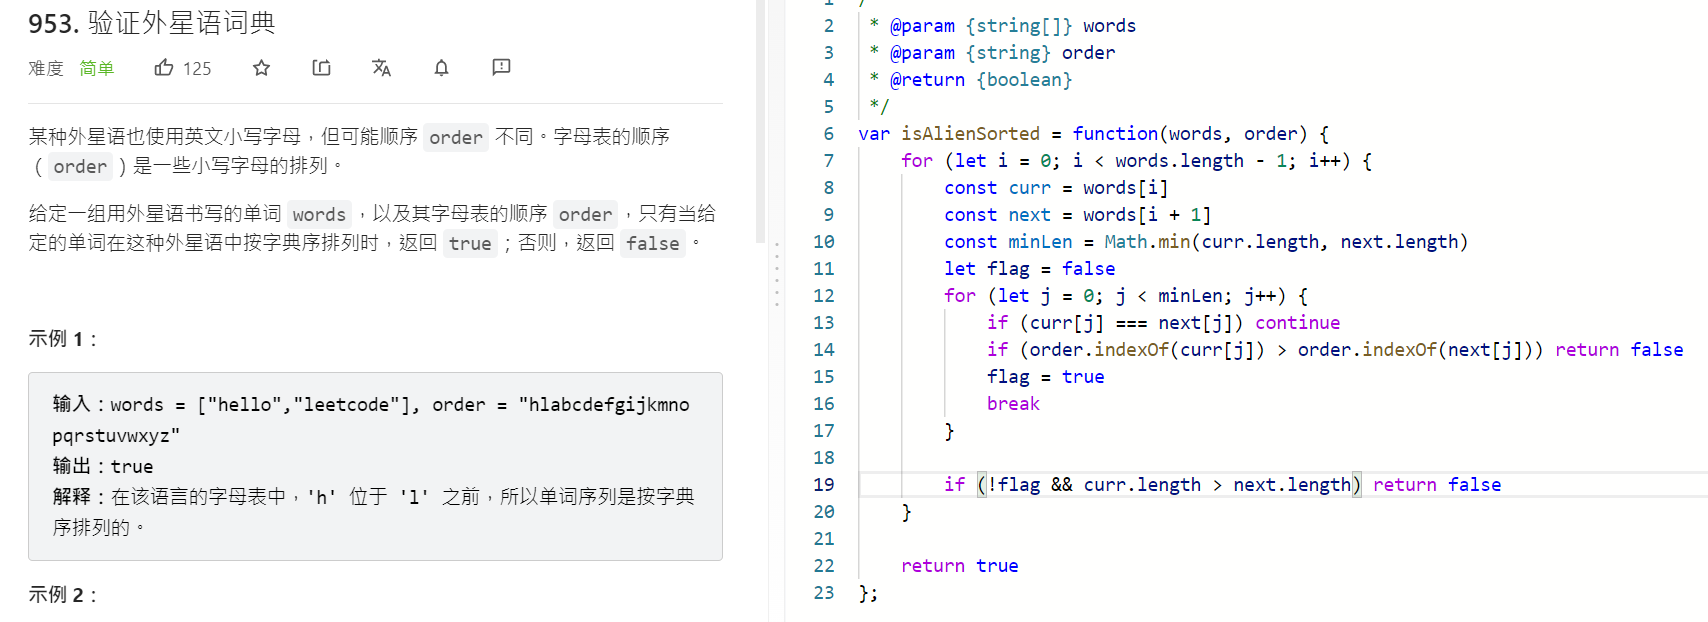 953. 验证外星语词典
难度 简单 125
某种外星语也使用英文小写字母，但可能顺序 order 不同。字母表的顺序
（ order ）是一些小写字母的排列。
给定一组用外星语书写的单词 words ，以及其字母表的顺序 order ，只有当给
定的单词在这种外星语中按字典序排列时，返回 true ；否则，返回 false 。
示例 1：
输入：words = ["hello","leetcode"], order = "hlabcdefgijkmno
pqrstuvwxyz"
输出：true
解释：在该语言的字母表中，'h' 位于 'l' 之前，所以单词序列是按字典
序排列的。
示例 2：
2 * @param {string[]} words
3 * @param {string} order
4 * @return {boolean}
5 */
6 var isAlienSorted = function(words, order) {
7 for (let i = 0; i < words.length - 1; i++) {
8 const curr = words[i]
9 const next = words[i + 1]
10 const minLen = Math.min(curr.length, next.length)
11 let flag = false
12 for (let j = 0; j < minLen; j++) {
13 if (curr[j] === next[j]) continue
14 if (order.indexOf(curr[j]) > order.indexOf(next[j])) return false
15 flag = true
16 break
17 }
18
19 if (!flag && curr.length > next.length) return false
20 }
21
22 return true
23 };